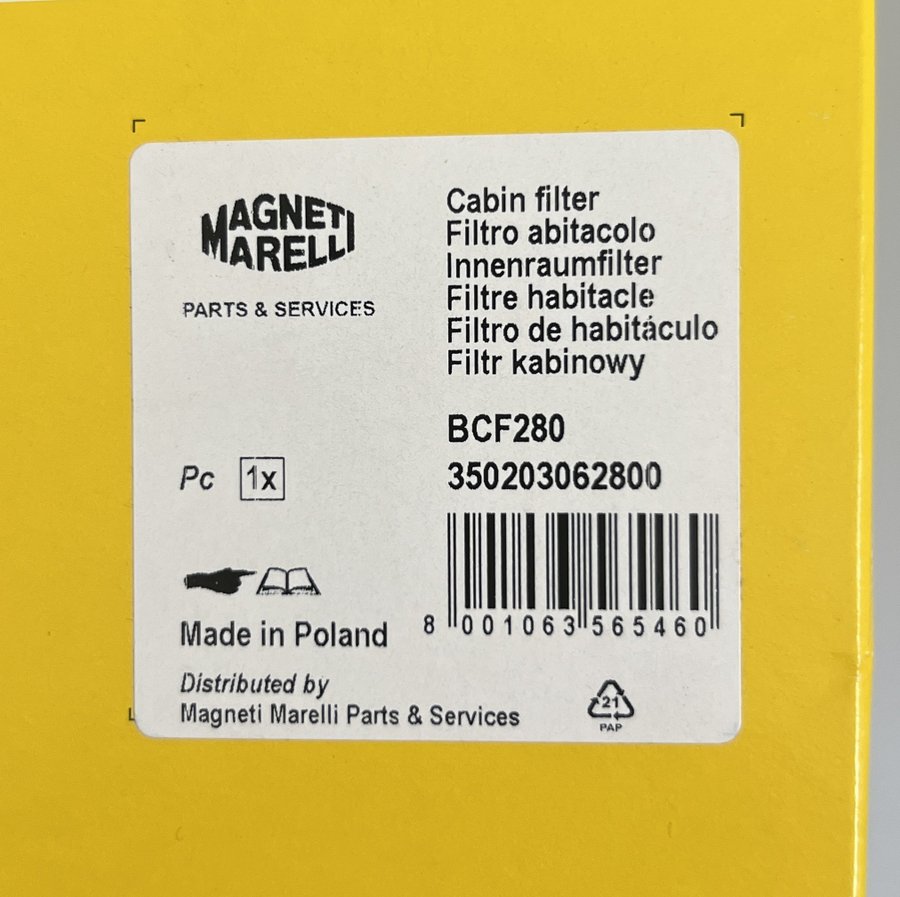 MAGNETI
MARELLI
PARTS & SERVICES
Cabin filter
Filtro abitacolo
Innenraumfilter
Filtre habitacle
Filtro de habitáculo
Filtr kabinowy
BCF280
350203062800
Pc 1x
8 001063 565460
Made in Poland
Distributed by
Magneti Marelli Parts & Services
21
PAP